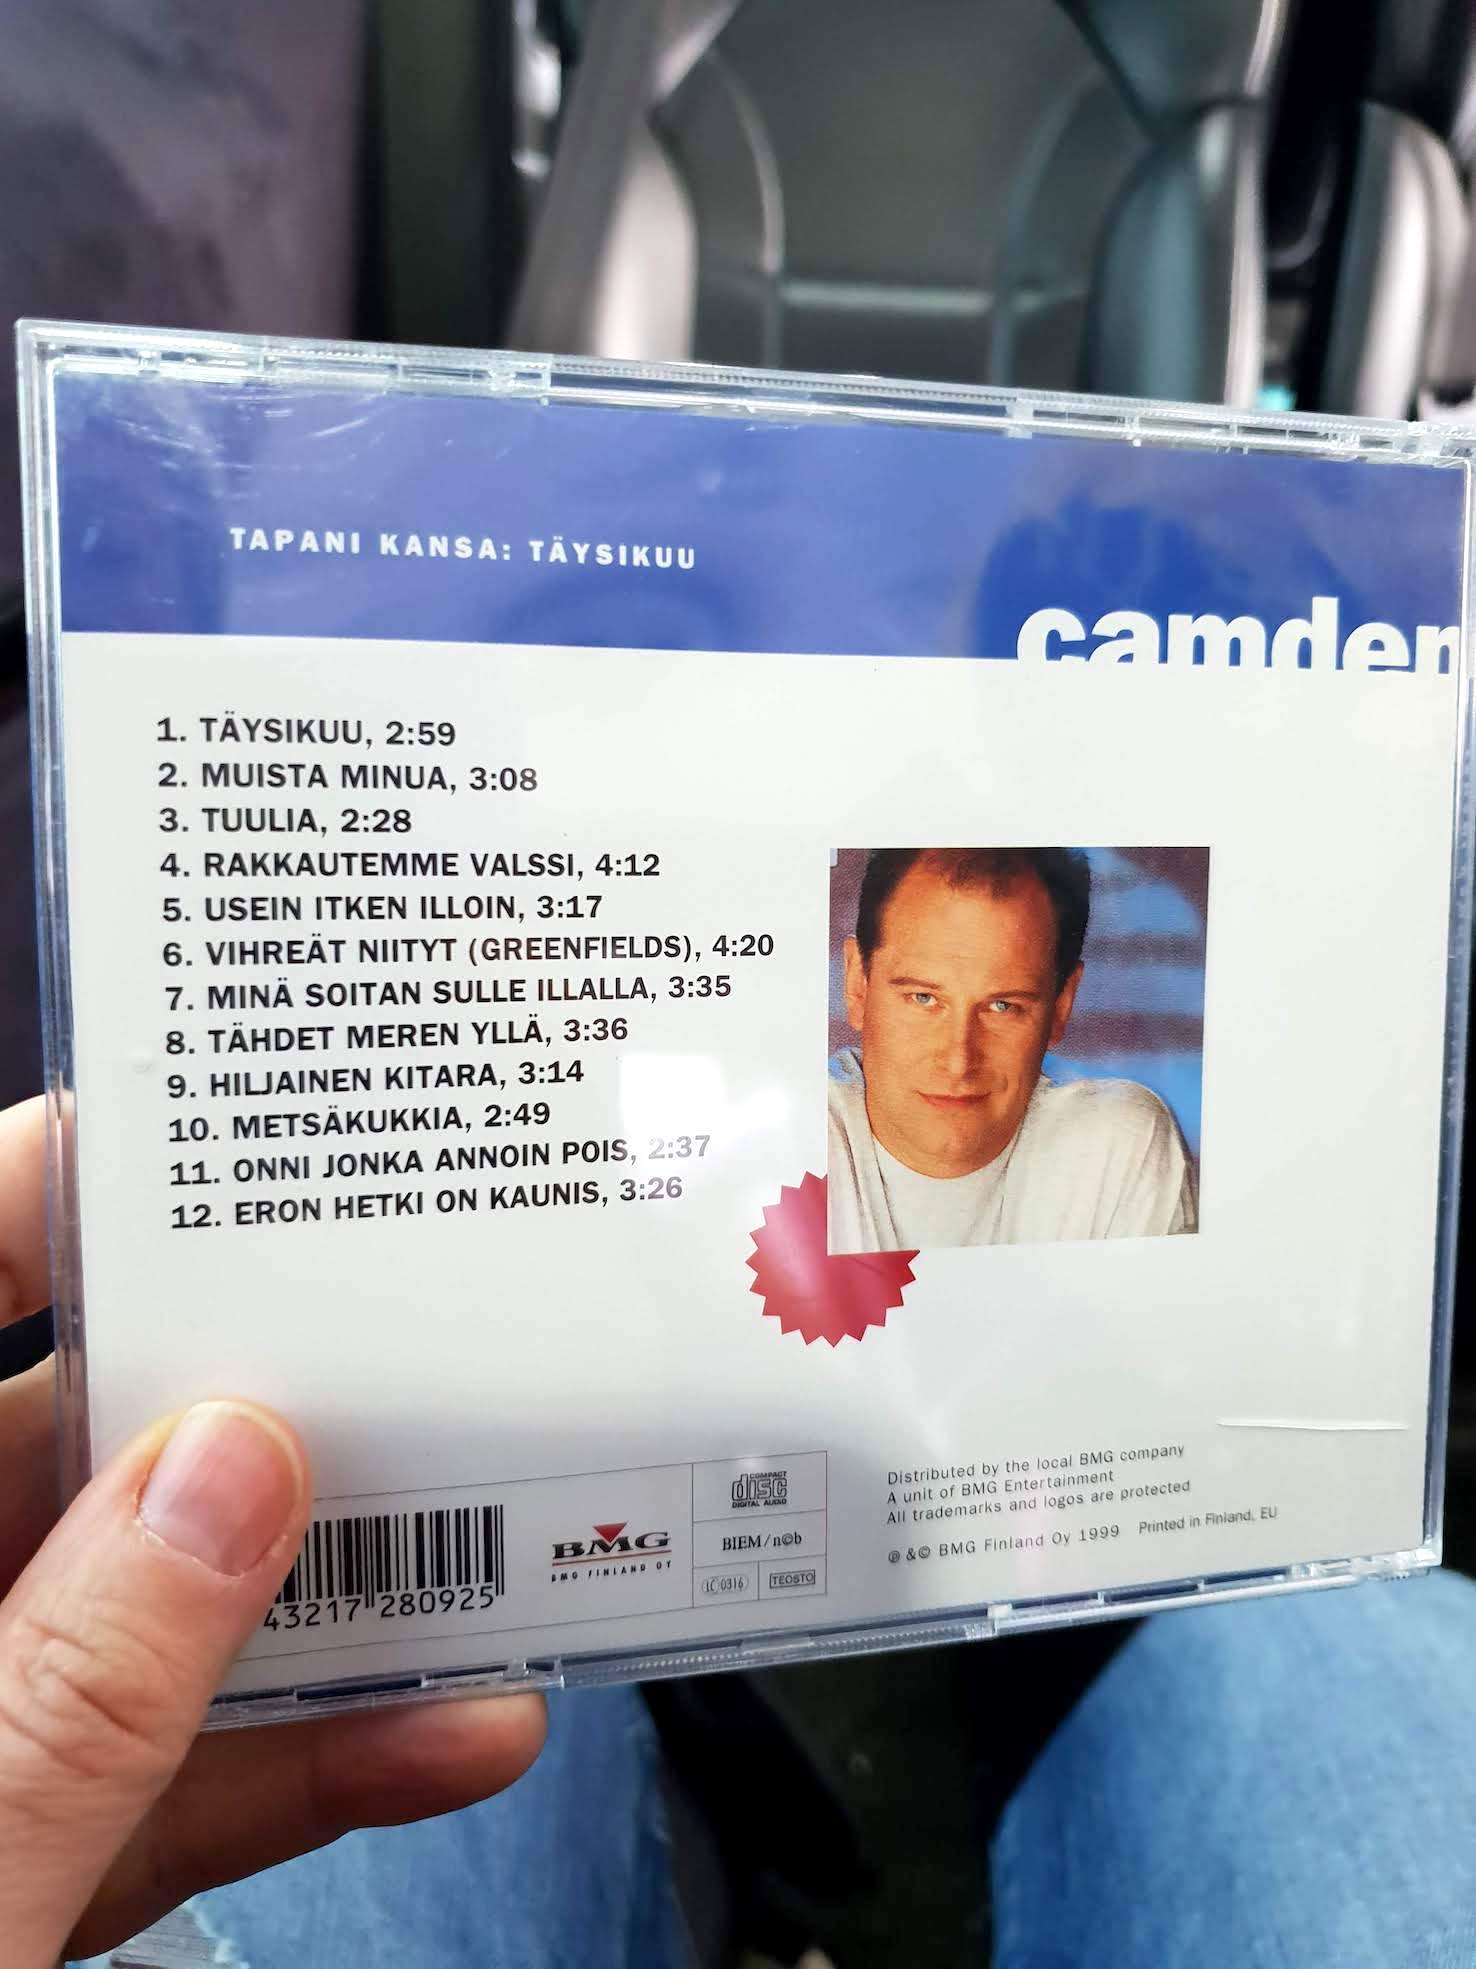 TAPANI KANSA: TÄYSIKUU
camden
1. TÄYSIKUU, 2:59
2. MUISTA MINUA, 3:08
3. TUULIA, 2:28
4. RAKKAUTEMME VALSSI, 4:12
5. USEIN ITKEN ILLOIN, 3:17
6. VIHREÄT NIITYT (GREENFIELDS), 4:20
7. MINÄ SOITAN SULLE ILLALLA, 3:35
8. TÄHDET MEREN YLLÄ, 3:36
9. HILJAINEN KITARA, 3:14
10. METSÄKUKKIA, 2:49
11. ONNI JONKA ANNOIN POIS, 2:37
12. ERON HETKI ON KAUNIS, 3:26
43217 280925
BMG
BMG FINLAND OY
COMPACT
disc
DIGITAL AUDIO
BIEM/n©b
LC 0316
TEOSTO
Distributed by the local BMG company
A unit of BMG Entertainment
All trademarks and logos are protected
℗ &© BMG Finland Oy 1999 Printed in Finland, EU